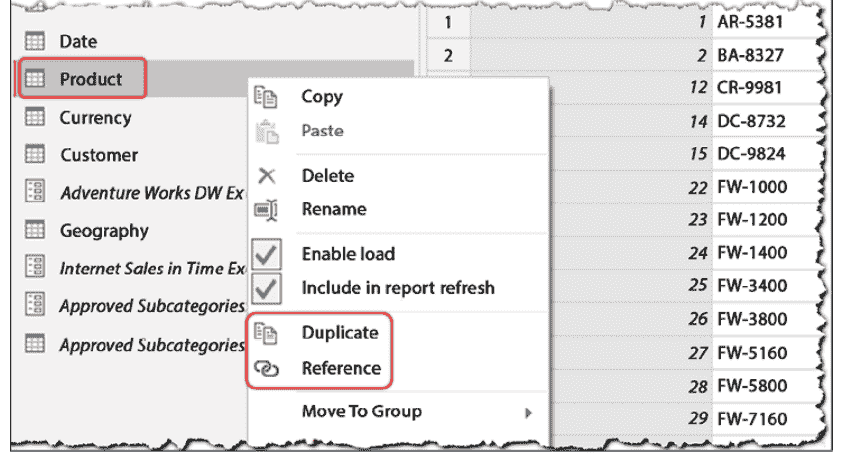 Date
Product
Currency
Customer
Adventure Works DW Ex
Geography
Internet Sales in Time Ex
Approved Subcategories
Approved Subcategories
Copy
Paste
Delete
Rename
Enable load
Include in report refresh
Duplicate
Reference
Move To Group
1 1 AR-5381
2 2 BA-8327
12 CR-9981
14 DC-8732
15 DC-9824
22 FW-1000
23 FW-1200
24 FW-1400
25 FW-3400
26 FW-3800
27 FW-5160
28 FW-5800
29 FW-7160